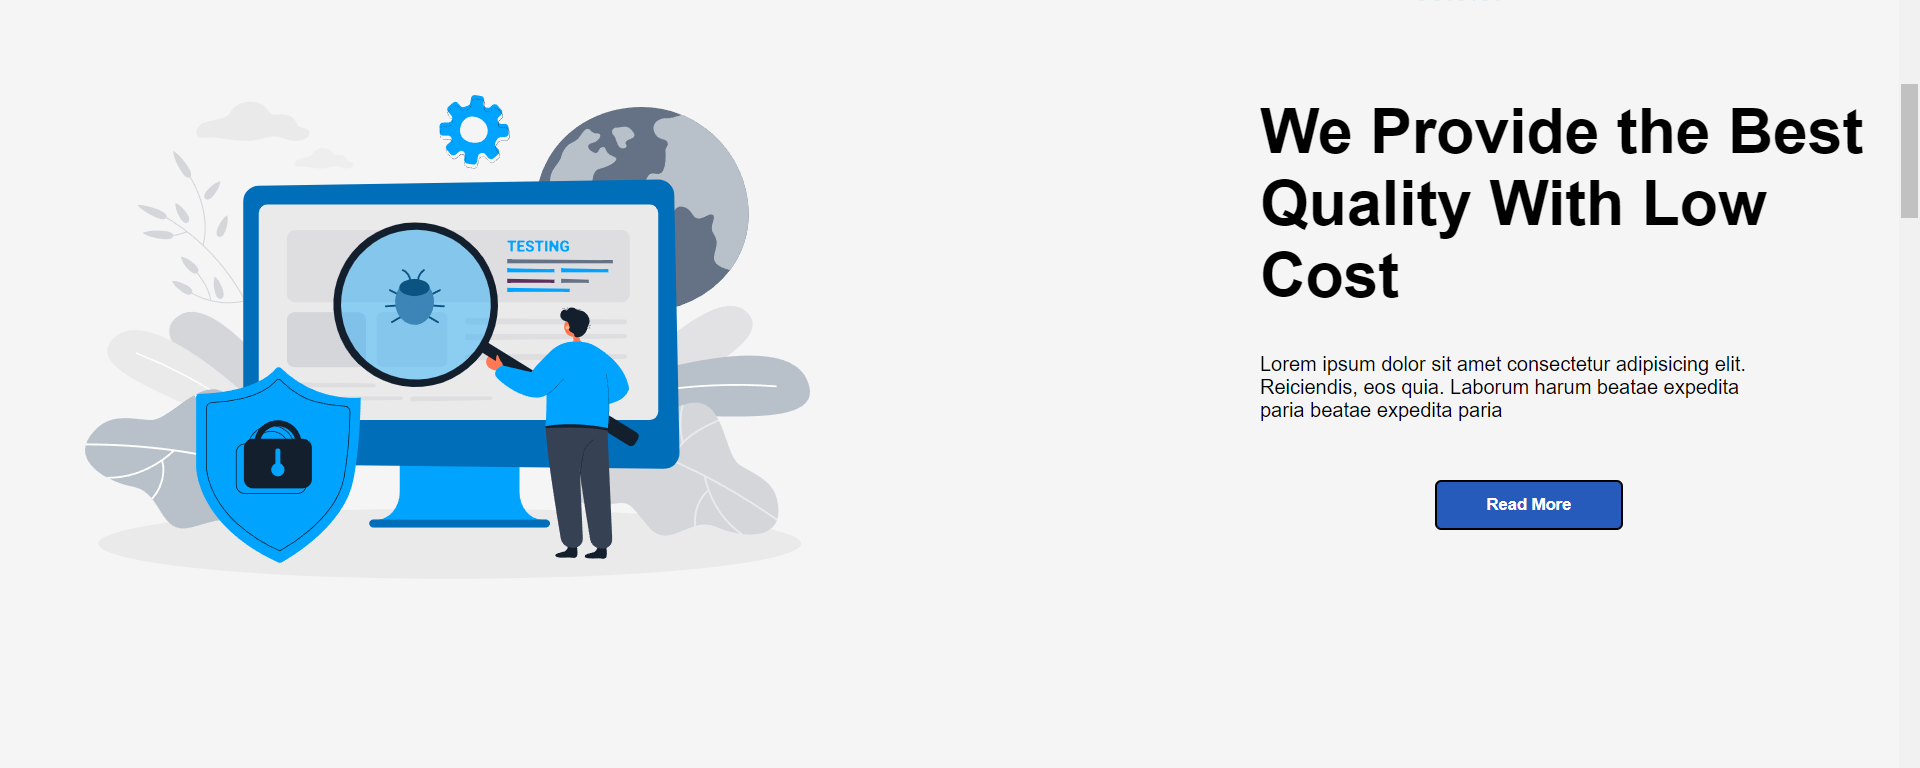 TESTING
We Provide the Best
Quality With Low
Cost
Lorem ipsum dolor sit amet consectetur adipisicing elit.
Reiciendis, eos quia. Laborum harum beatae expedita
paria beatae expedita paria
Read More